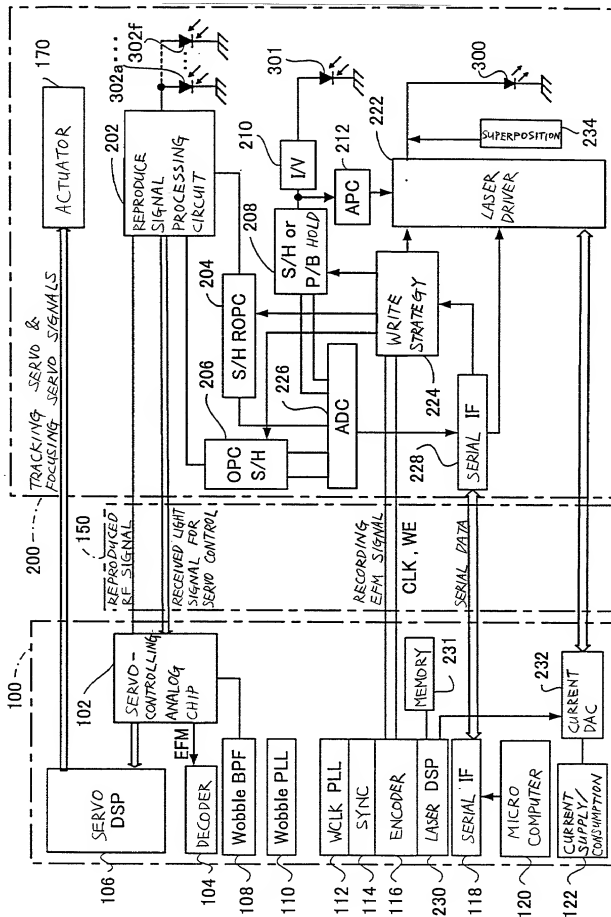 100
SERVO
DSP
106
SERVO-
CONTROLLING
ANALOG
CHIP
102
EFM
DECODER
104
Wobble BPF
108
Wobble PLL
110
WCLK PLL
112
SYNC
114
ENCODER
116
LASER DSP
230
MEMORY
231
SERIAL IF
118
MICRO
COMPUTER
120
CURRENT
DAC
232
CURRENT SUPPLY/
CONSUMPTION
122
150
REPRODUCED
RF SIGNAL
RECEIVED LIGHT
SIGNAL FOR
SERVO CONTROL
RECORDING
EFM SIGNAL
CLK, WE
SERIAL DATA
200
TRACKING SERVO &
FOCUSING SERVO SIGNALS
ACTUATOR
170
REPRODUCE
SIGNAL
PROCESSING
CIRCUIT
202
302a
302f
OPC
S/H
206
S/H ROPC
204
S/H or
P/B HOLD
208
I/V
210
301
APC
212
ADC
226
WRITE
STRATEGY
224
SERIAL IF
228
LASER
DRIVER
222
SUPERPOSITION
234
300